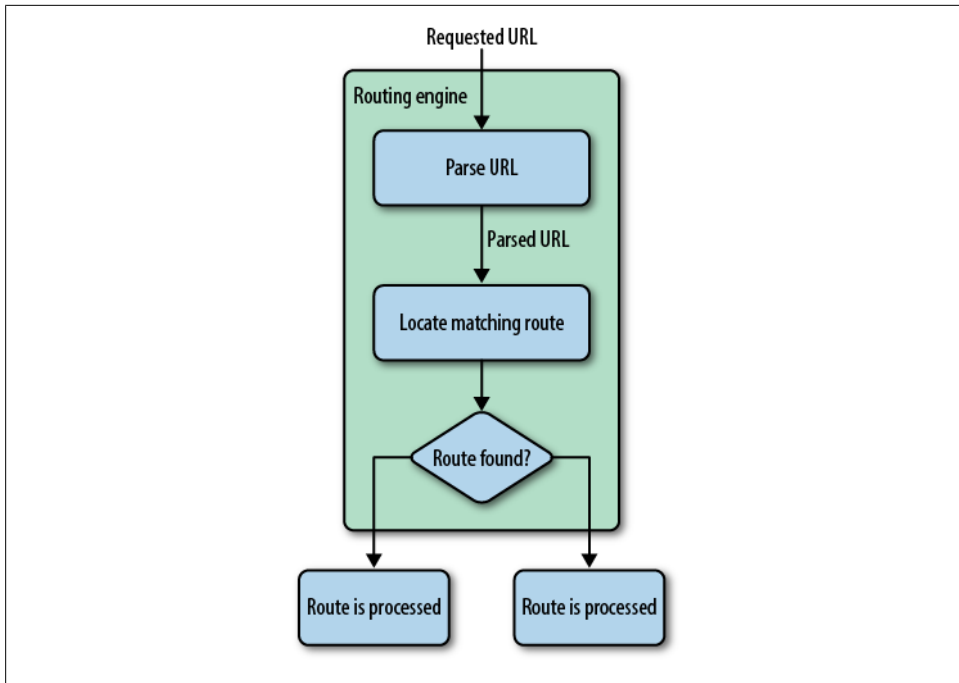 Requested URL
Routing engine
Parse URL
Parsed URL
Locate matching route
Route found?
Route is processed
Route is processed